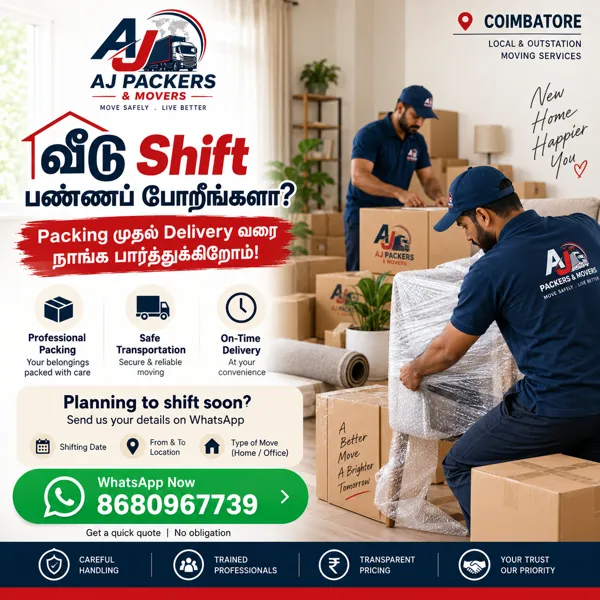 AJ
AJ PACKERS
& MOVERS
MOVE SAFELY . LIVE BETTER
COIMBATORE
LOCAL & OUTSTATION
MOVING SERVICES
New
Home
Happier
You
வீடு Shift
பண்ணப் போறீங்களா?
Packing முதல் Delivery வரை
நாங்க பார்த்துக்கிறோம்!
Professional
Packing
Your belongings
packed with care
Safe
Transportation
Secure & reliable
moving
On-Time
Delivery
At your
convenience
Planning to shift soon?
Send us your details on WhatsApp
Shifting Date
From & To
Location
Type of Move
(Home / Office)
WhatsApp Now
8680967739
Get a quick quote | No obligation
AJ
AJ PACKERS
& MOVERS
AJ
PACKERS & MOVERS
MOVE SAFELY . LIVE BETTER
A
Better
Move
A Brighter
Tomorrow
CAREFUL
HANDLING
TRAINED
PROFESSIONALS
TRANSPARENT
PRICING
YOUR TRUST
OUR PRIORITY